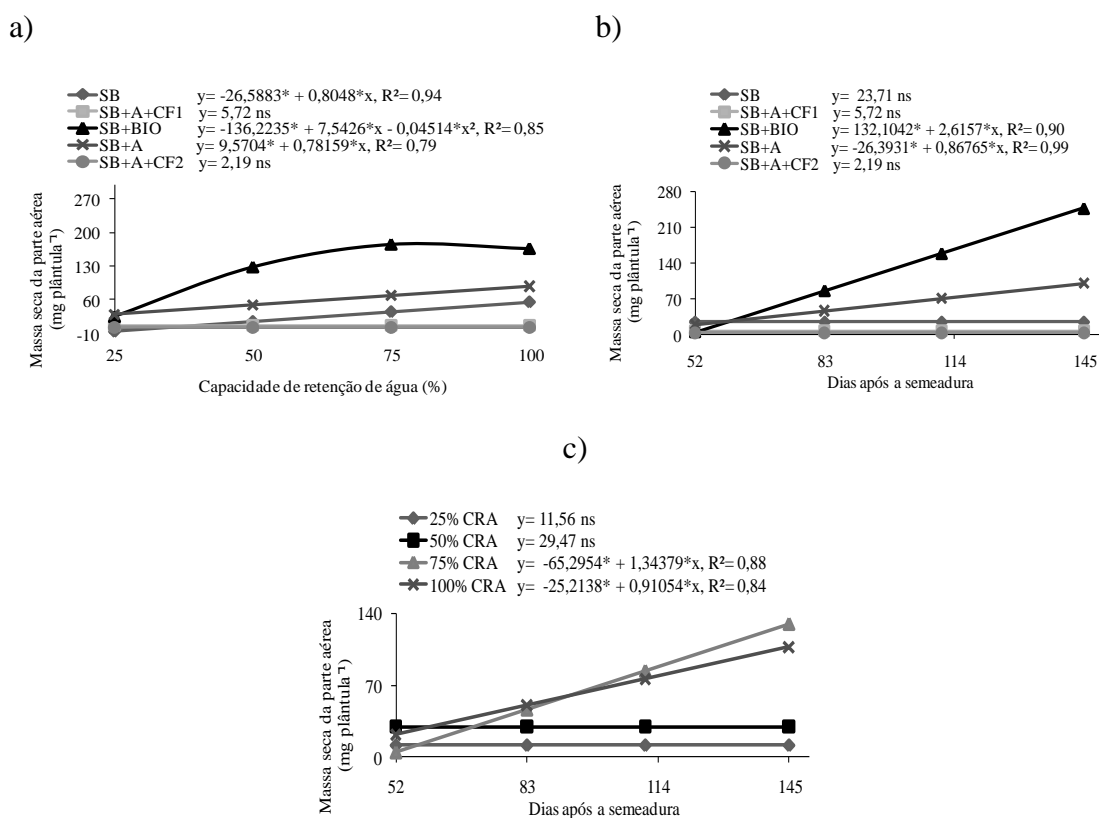 a)
SB y= -26,5883* + 0,8048*x, R²= 0,94
SB+A+CF1 y= 5,72 ns
SB+BIO y= -136,2235* + 7,5426*x - 0,04514*x², R²= 0,85
SB+A y= 9,5704* + 0,78159*x, R²= 0,79
SB+A+CF2 y= 2,19 ns
Massa seca da parte aérea
(mg plântula⁻¹)
270
200
130
60
-10
25 50 75 100
Capacidade de retenção de água (%)
b)
SB y= 23,71 ns
SB+A+CF1 y= 5,72 ns
SB+BIO y= 132,1042* + 2,6157*x, R²= 0,90
SB+A y= -26,3931* + 0,86765*x, R²= 0,99
SB+A+CF2 y= 2,19 ns
Massa seca da parte aérea
(mg plântula⁻¹)
280
210
140
70
0
52 83 114 145
Dias após a semeadura
c)
25% CRA y= 11,56 ns
50% CRA y= 29,47 ns
75% CRA y= -65,2954* + 1,34379*x, R²= 0,88
100% CRA y= -25,2138* + 0,91054*x, R²= 0,84
Massa seca da parte aérea
(mg plântula⁻¹)
140
70
0
52 83 114 145
Dias após a semeadura